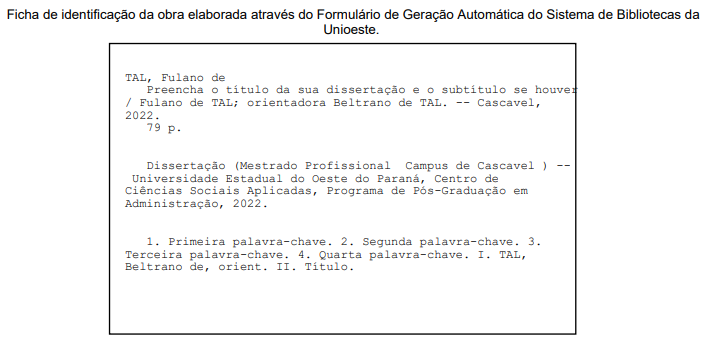 Ficha de identificação da obra elaborada através do Formulário de Geração Automática do Sistema de Bibliotecas da
Unioeste.
TAL, Fulano de
Preencha o título da sua dissertação e o subtítulo se houver
/ Fulano de TAL; orientadora Beltrano de TAL. -- Cascavel,
2022.
79 p.
Dissertação (Mestrado Profissional Campus de Cascavel ) --
Universidade Estadual do Oeste do Paraná, Centro de
Ciências Sociais Aplicadas, Programa de Pós-Graduação em
Administração, 2022.
1. Primeira palavra-chave. 2. Segunda palavra-chave. 3.
Terceira palavra-chave. 4. Quarta palavra-chave. I. TAL,
Beltrano de, orient. II. Título.